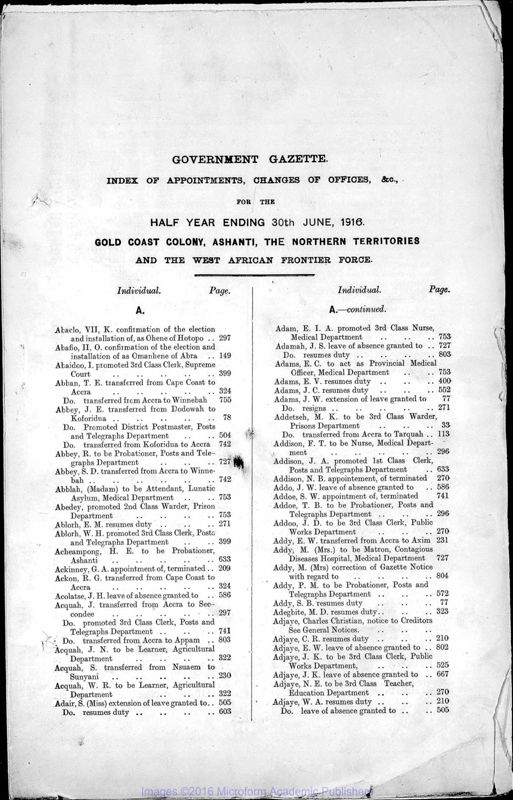 GOVERNMENT GAZETTE.
INDEX OF APPOINTMENTS, CHANGES OF OFFICES, &c.,
FOR THE
HALF YEAR ENDING 30th JUNE, 1916.
GOLD COAST COLONY, ASHANTI, THE NORTHERN TERRITORIES
AND THE WEST AFRICAN FRONTIER FORCE.
Individual. Page.
A.
Abaclo, VII, K. confirmation of the election
and installation of, as Ohene of Hotopo .. 297
Abafio, II, O. confirmation of the election and
installation of as Omanhene of Abra .. 149
Abaidoo, I. promoted 3rd Class Clerk, Supreme
Court .. .. .. .. .. 399
Abban, T. E. transferred from Cape Coast to
Accra .. .. .. .. .. 324
Do. transferred from Accra to Winnebah 755
Abbey, J. E. transferred from Dodowah to
Koforidua .. .. .. .. .. 78
Do. Promoted District Postmaster, Posts
and Telegraphs Department .. .. 504
Do. transferred from Koforidua to Accra 742
Abbey, R. to be Probationer, Posts and Tele-
graphs Department .. .. .. 727
Abbey, S. D. transferred from Accra to Winne-
bah .. .. .. .. .. 742
Abblah, (Madam) to be Attendant, Lunatic
Asylum, Medical Department .. .. 753
Abedey, promoted 2nd Class Warder, Prison
Department .. .. .. .. 753
Ablorh, E. M. resumes duty .. .. .. 271
Ablorh, W. H. promoted 3rd Class Clerk, Posts
and Telegraphs Department .. .. 399
Acheampong, H. E. to be Probationer,
Ashanti .. .. .. .. 633
Ackinney, G. A. appointment of, terminated .. 209
Ackon, R. G. transferred from Cape Coast to
Accra .. .. .. .. .. 324
Acolatse, J. H. leave of absence granted to .. 586
Acquah, J. transferred from Accra to Sec-
condee .. .. .. .. .. 297
Do. promoted 3rd Class Clerk, Posts and
Telegraphs Department .. .. .. 741
Do. transferred from Accra to Appam .. 803
Acquah, J. N. to be Learner, Agricultural
Department .. .. .. .. 322
Acquah, S. transferred from Nsuaem to
Sunyani .. .. .. .. .. 230
Acquah, W. R. to be Learner, Agricultural
Department .. .. .. .. 322
Adair, S. (Miss) extension of leave granted to .. 505
Do. resumes duty .. .. .. .. 603
Individual. Page.
A.—continued.
Adam, E. I. A. promoted 3rd Class Nurse,
Medical Department .. .. .. 753
Adamah, J. S. leave of absence granted to .. 727
Do. resumes duty .. .. .. .. 803
Adams, E. C. to act as Provincial Medical
Officer, Medical Department .. .. 753
Adams, E. V. resumes duty .. .. .. 400
Adams, J. C. resumes duty .. .. .. 552
Adams, J. W. extension of leave granted to 77
Do. resigns .. .. .. .. .. 271
Addetseh, M. K. to be 3rd Class Warder,
Prisons Department .. .. .. 33
Do. transferred from Accra to Tarquah .. 113
Addison, F. T. to be Nurse, Medical Depart-
ment .. .. .. .. .. 296
Addison, J. A. promoted 1st Class Clerk,
Posts and Telegraphs Department .. 633
Addison, N. B. appointement, of terminated 270
Addo, J. W. leave of absence granted to .. 586
Addoe, S. W. appointment of, terminated 741
Addoe, T. B. to be Probationer, Posts and
Telegraphs Department .. .. .. 296
Addoo, J. D. to be 3rd Class Clerk, Public
Works Department .. .. .. 270
Addy, E. W. transferred from Accra to Axim 231
Addy, M. (Mrs.) to be Matron, Contagious
Diseases Hospital, Medical Department 727
Addy, M. (Mrs) correction of Gazette Notice
with regard to .. .. .. .. 804
Addy, P. M. to be Probationer, Posts and
Telegraphs Department .. .. .. 572
Addy, S. B. resumes duty .. .. .. 77
Adeghite, M. D. resumes duty .. .. .. 323
Adjaye, Charles Christian, notice to Creditors
See General Notices.
Adjaye, C. R. resumes duty .. .. .. 210
Adjaye, E. W. leave of absence granted to .. 802
Adjaye, J. K. to be 3rd Class Clerk, Public
Works Department, .. .. .. 525
Adjaye, J. K. leave of absence granted to .. 667
Adjaye, N. E. to be 3rd Class Teacher,
Education Department .. .. .. 270
Adjaye, W. A. resumes duty .. .. .. 210
Do. leave of absence granted to .. .. 505
Images ©2016 Microform Academic Publishers